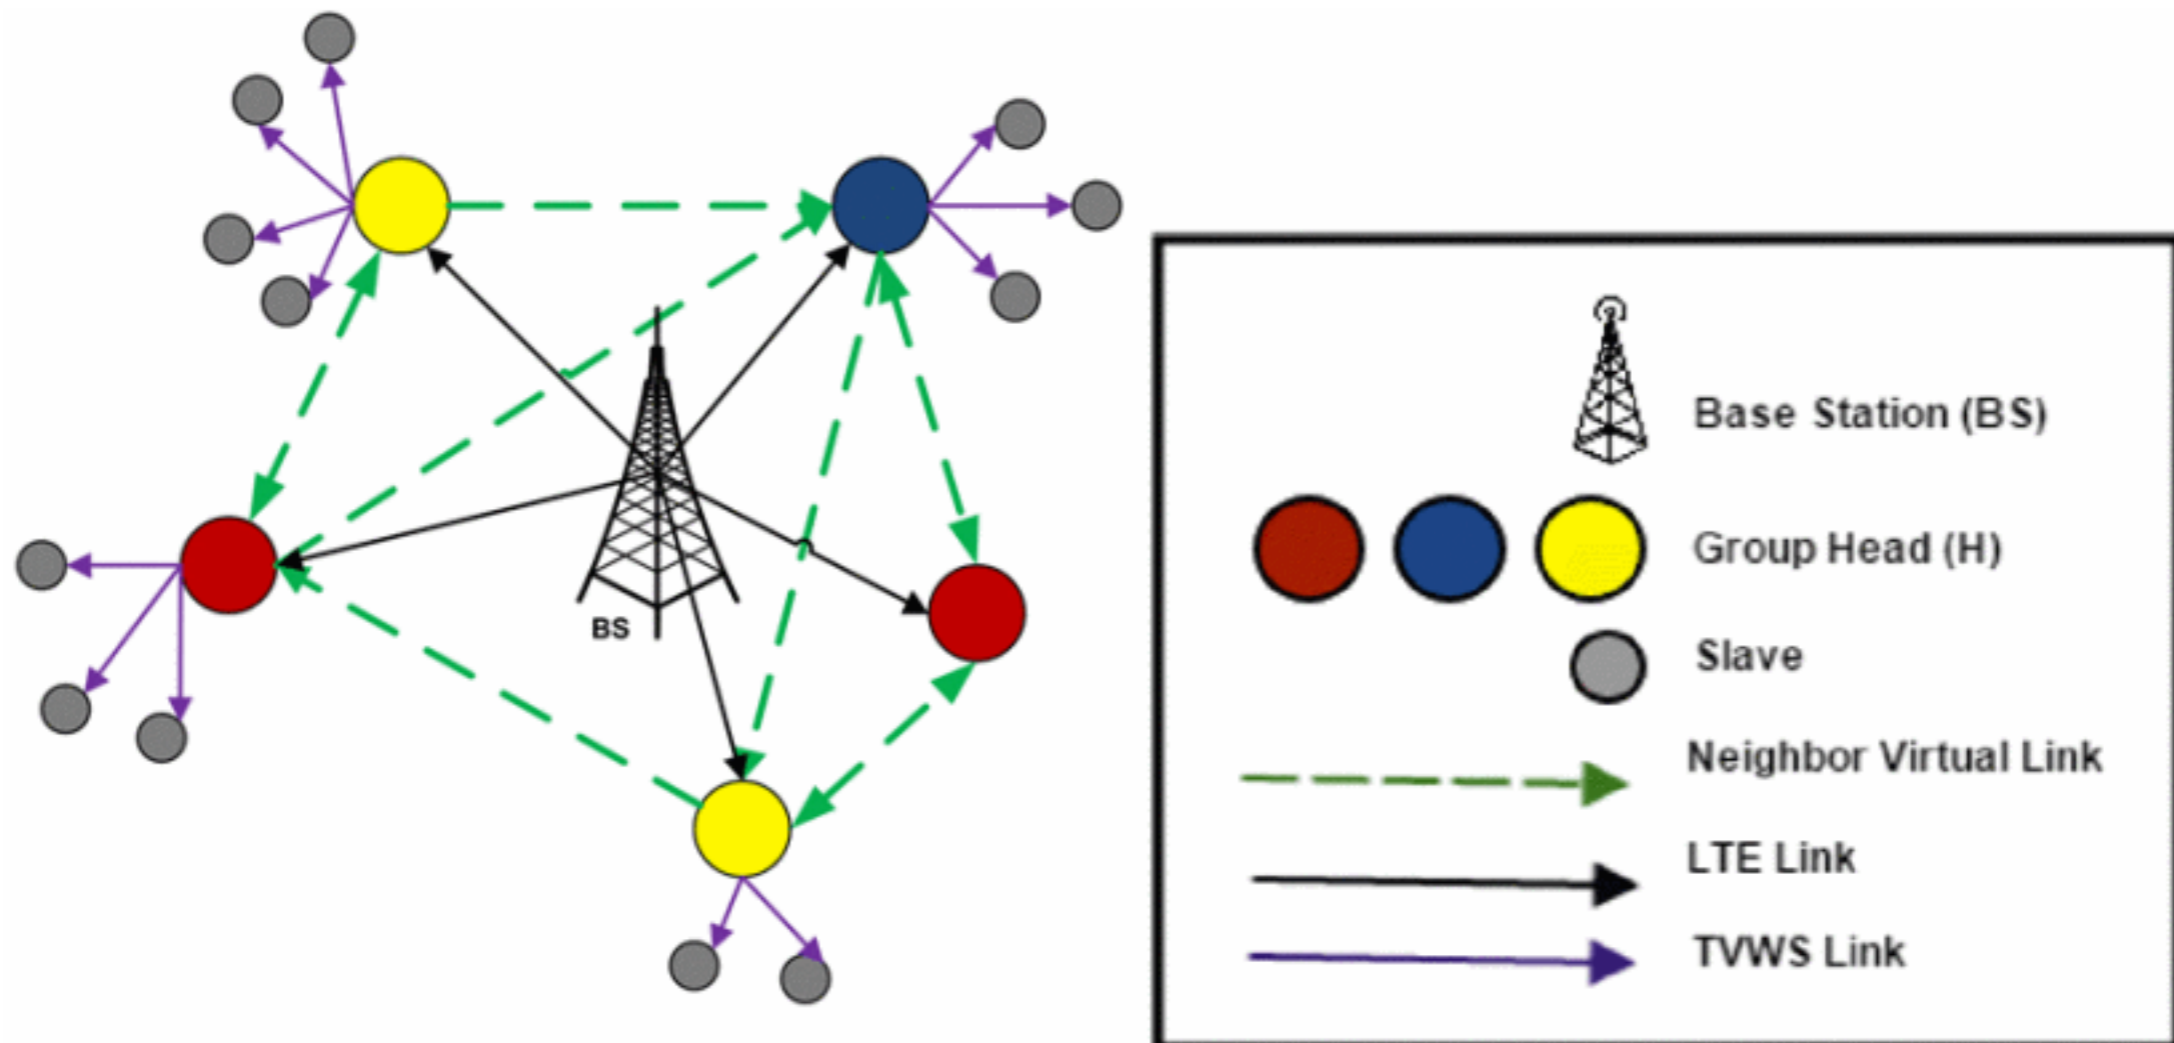 BS
Base Station (BS)
Group Head (H)
Slave
Neighbor Virtual Link
LTE Link
TVWS Link